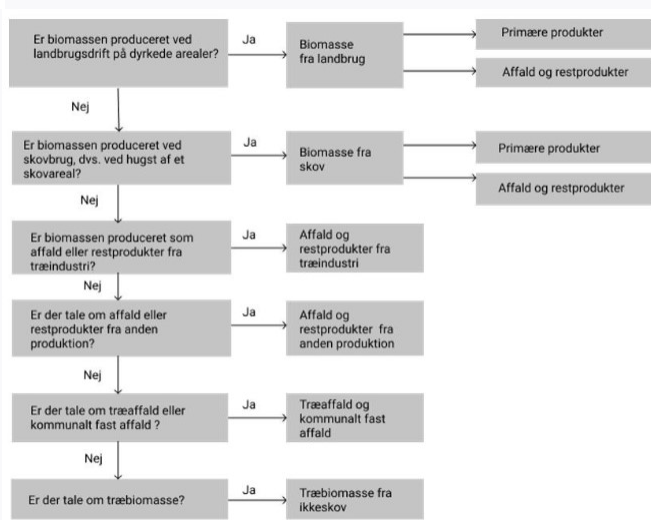 Er biomassen produceret ved
landbrugsdrift på dyrkede arealer?
Ja
Biomasse
fra landbrug
Primære produkter
Affald og restprodukter
Nej
Er biomassen produceret ved
skovbrug, dvs. ved hugst af et
skovareal?
Ja
Biomasse fra
skov
Primære produkter
Affald og restprodukter
Nej
Er biomassen produceret som
affald eller restprodukter fra
træindustri?
Ja
Affald og
restprodukter fra
træindustri
Nej
Er der tale om affald eller
restprodukter fra anden
produktion?
Ja
Affald og
restprodukter fra
anden produktion
Nej
Er der tale om træaffald eller
kommunalt fast affald ?
Ja
Træaffald og
kommunalt fast
affald
Nej
Er der tale om træbiomasse?
Ja
Træbiomasse fra
ikkeskov